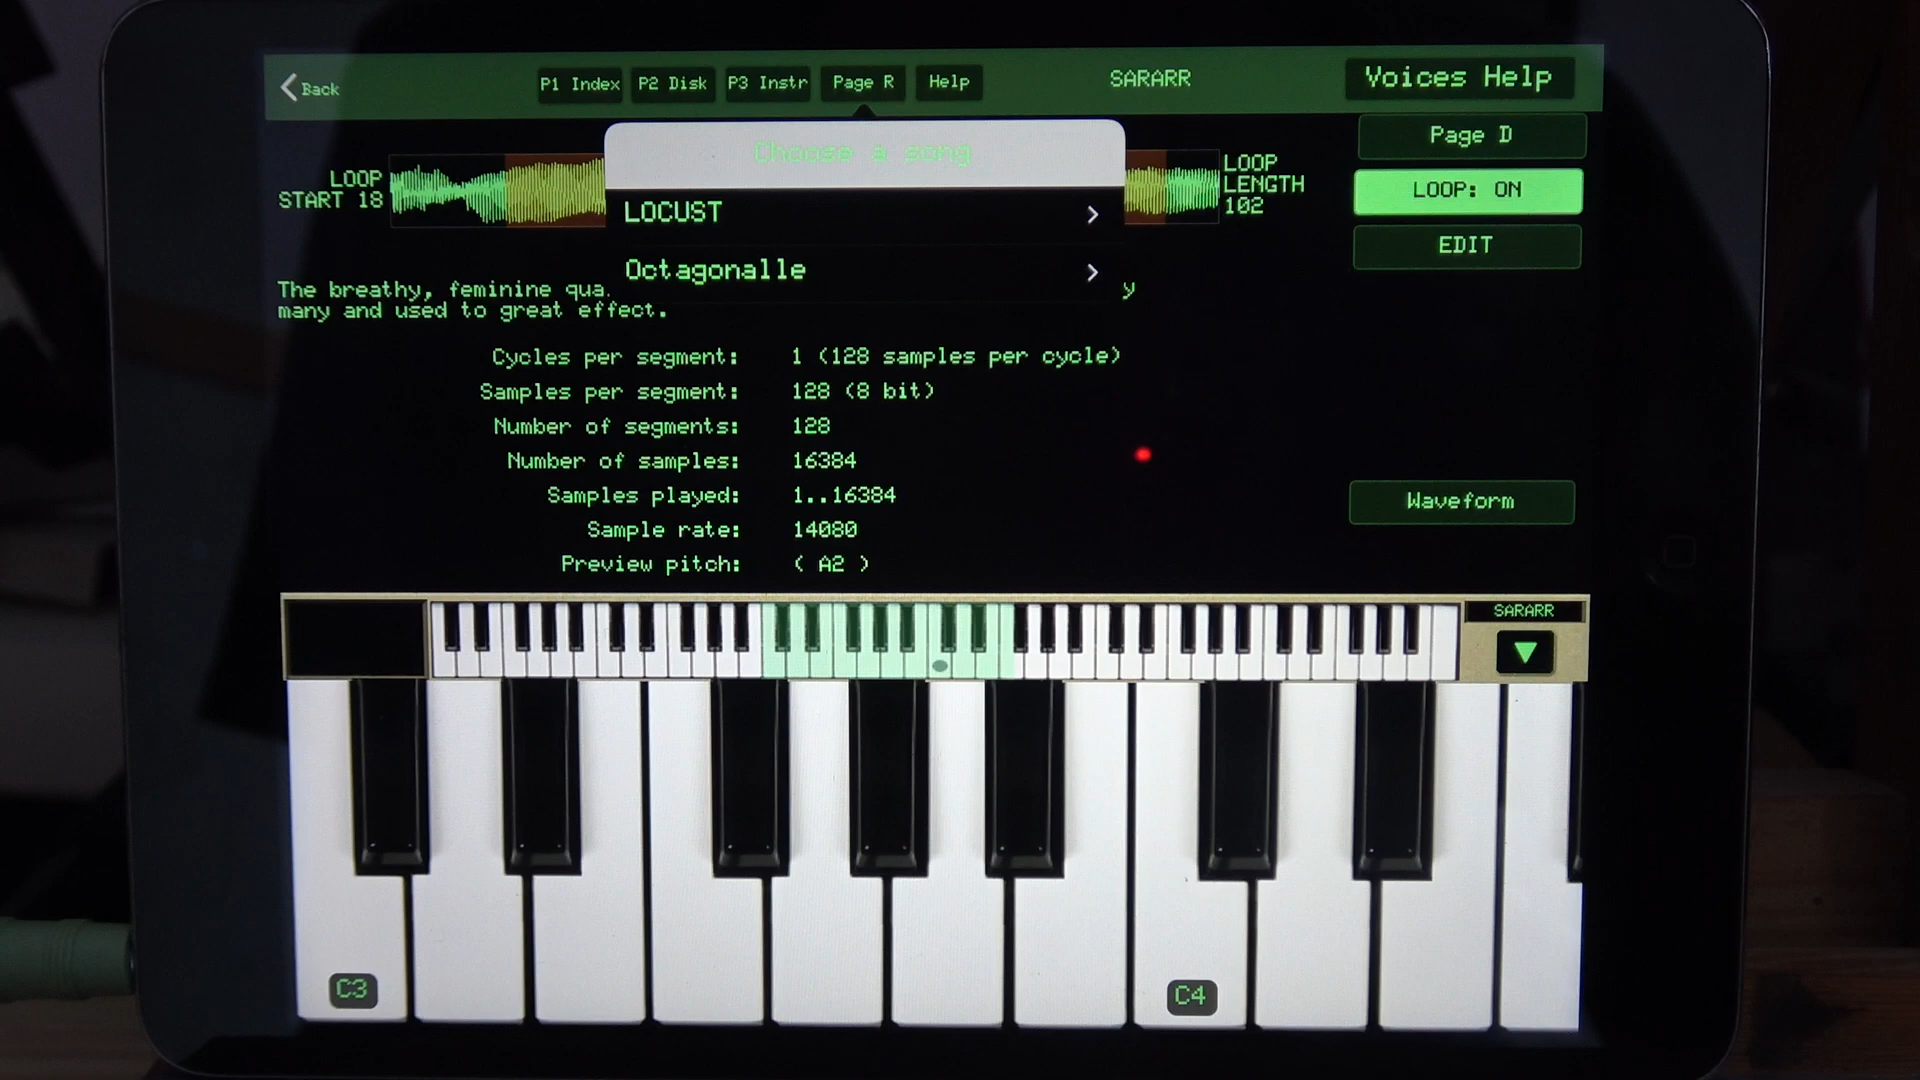 Back
P1 Index
P2 Disk
P3 Instr
Page R
Help
SARARR
Voices Help
Choose a song
LOCUST
Octagonalle
LOOP
START 18
LOOP
LENGTH
102
Page D
LOOP: ON
EDIT
The breathy, feminine qua
y
many and used to great effect.
Cycles per segment: 1 (128 samples per cycle)
Samples per segment: 128 (8 bit)
Number of segments: 128
Number of samples: 16384
Samples played: 1..16384
Sample rate: 14080
Preview pitch: ( A2 )
Waveform
SARARR
C3
C4